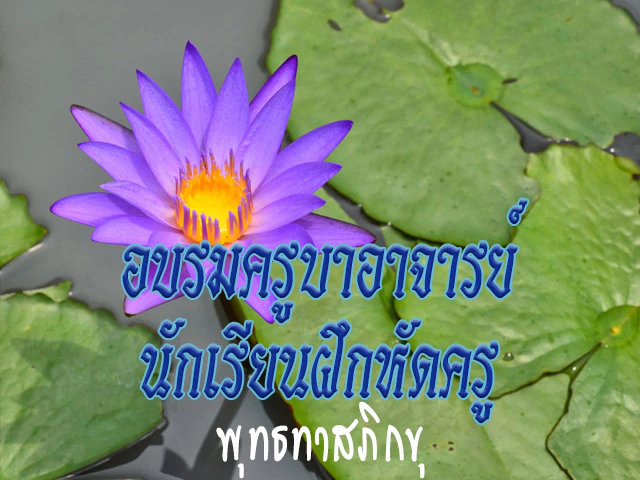 อบรมครูบาอาจารย์
นักเรียนฝึกหัดครู
พุทธทาสภิกขุ